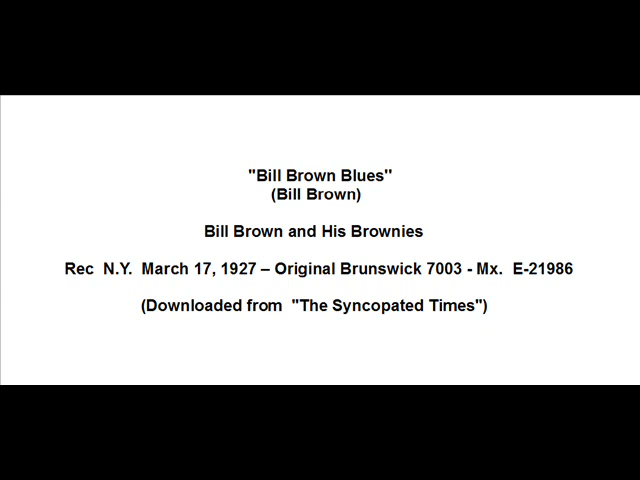 "Bill Brown Blues"
(Bill Brown)
Bill Brown and His Brownies
Rec  N.Y.  March 17, 1927 – Original Brunswick 7003 - Mx.  E-21986
(Downloaded from  "The Syncopated Times")